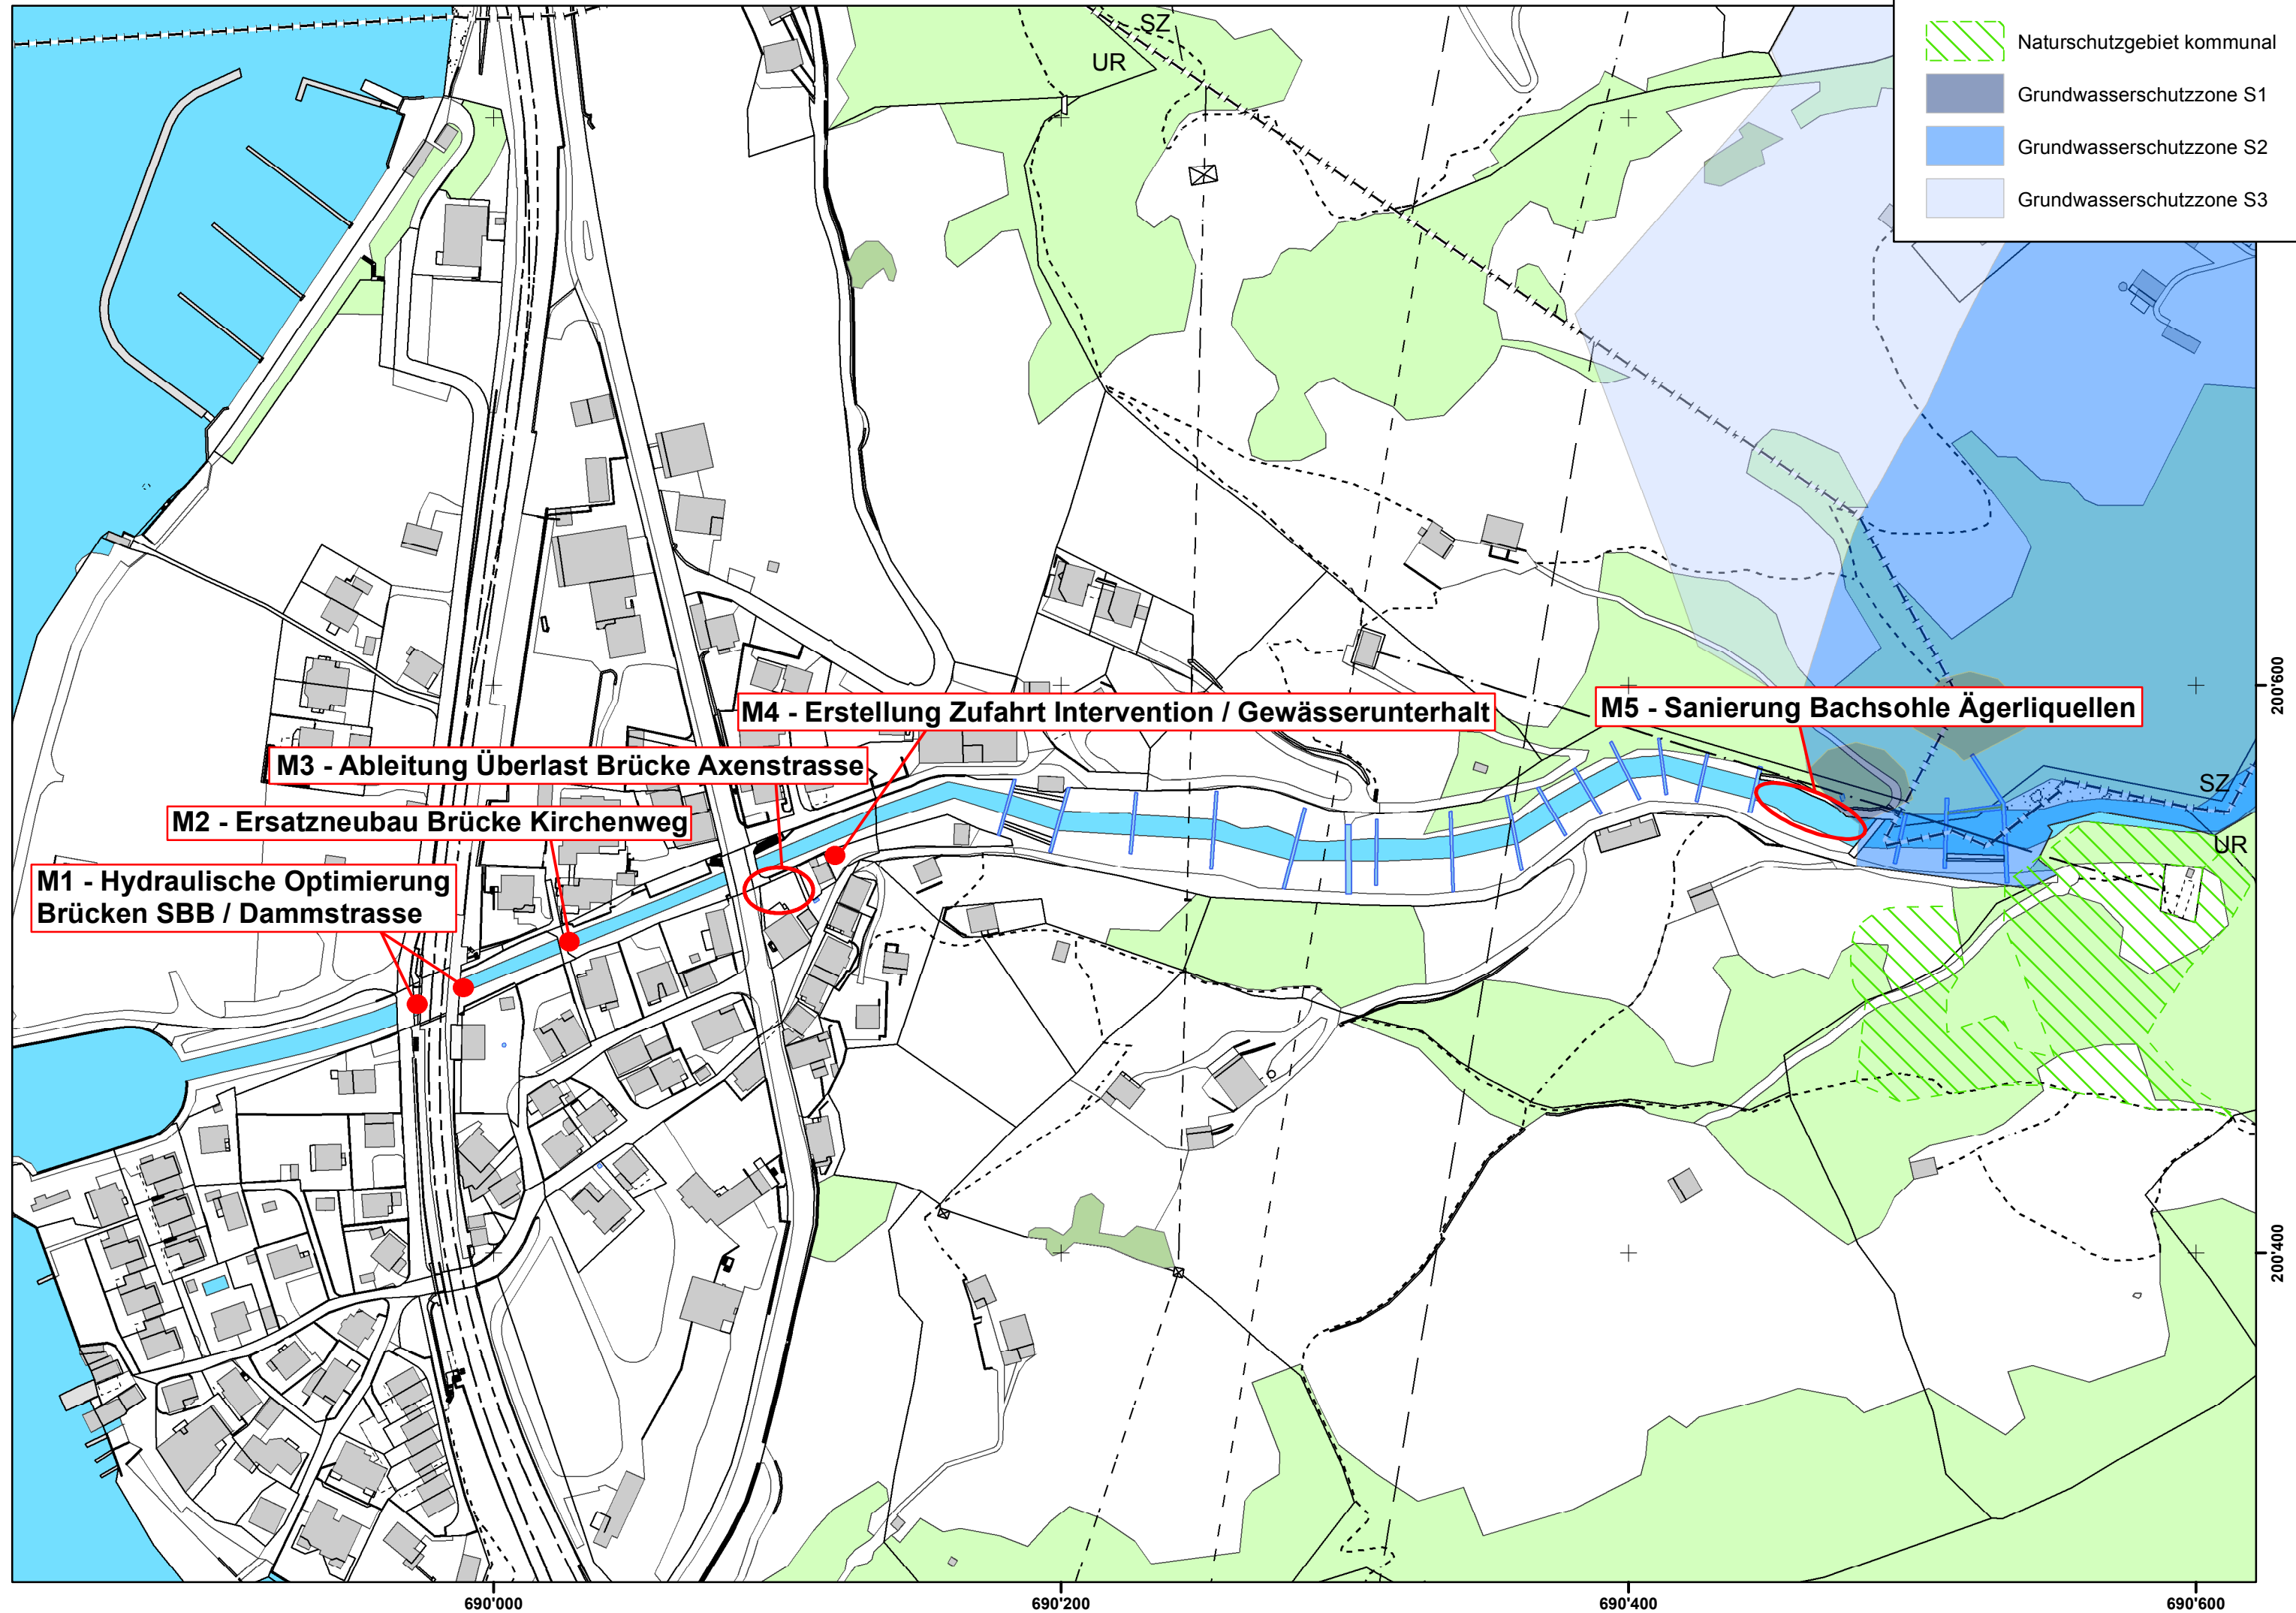 SZ
UR
Naturschutzgebiet kommunal
Grundwasserschutzzone S1
Grundwasserschutzzone S2
Grundwasserschutzzone S3
M4 - Erstellung Zufahrt Intervention / Gewässerunterhalt
M5 - Sanierung Bachsohle Ägerliquellen
M3 - Ableitung Überlast Brücke Axenstrasse
M2 - Ersatzneubau Brücke Kirchenweg
M1 - Hydraulische Optimierung
Brücken SBB / Dammstrasse
SZ
UR
200'600
200'400
690'000
690'200
690'400
690'600